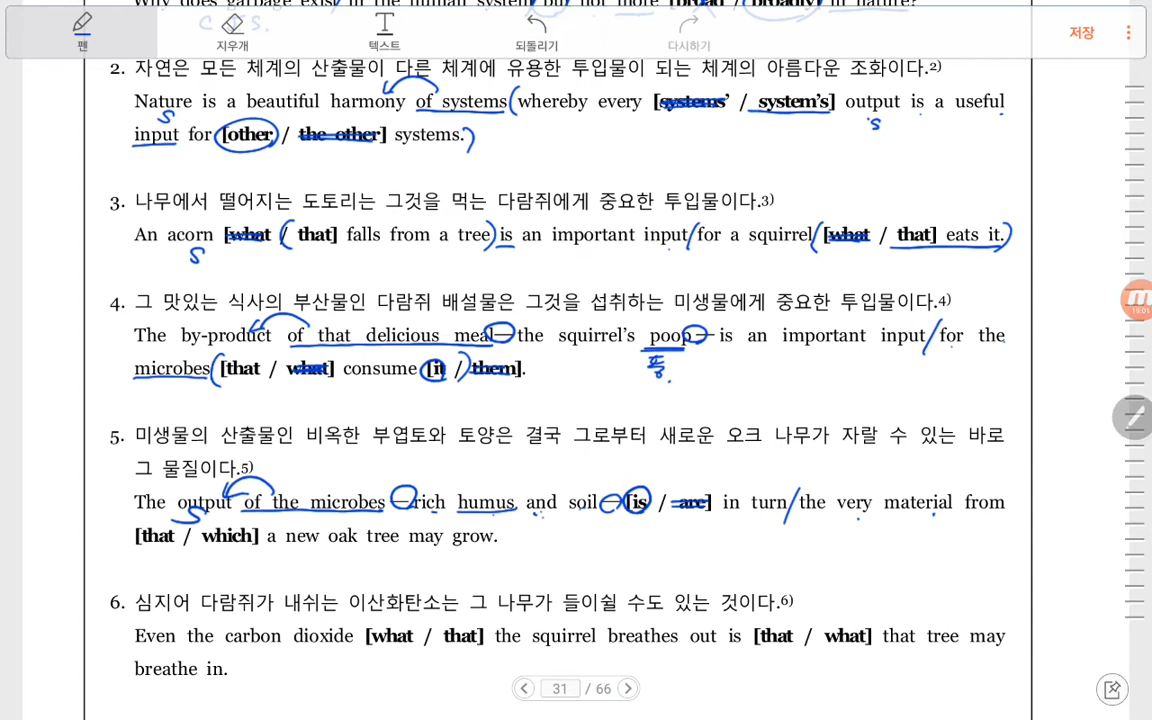 Why does garbage exist in the human system but not more [broad / broadly] in nature?
펜
지우개
텍스트
되돌리기
다시하기
저장
2. 자연은 모든 체계의 산출물이 다른 체계에 유용한 투입물이 되는 체계의 아름다운 조화이다.2)
Nature is a beautiful harmony of systems whereby every [systems' / system's] output is a useful
S
s
input for [other / the other] systems.
3. 나무에서 떨어지는 도토리는 그것을 먹는 다람쥐에게 중요한 투입물이다.3)
An acorn [what / that] falls from a tree is an important input for a squirrel [what / that] eats it.
S
4. 그 맛있는 식사의 부산물인 다람쥐 배설물은 그것을 섭취하는 미생물에게 중요한 투입물이다.4)
The by-product of that delicious meal—the squirrel's poop—is an important input for the
microbes [that / what] consume [it / them].
5. 미생물의 산출물인 비옥한 부엽토와 토양은 결국 그로부터 새로운 오크 나무가 자랄 수 있는 바로
그 물질이다.5)
The output of the microbes—rich humus and soil—[is / are] in turn the very material from
S
[that / which] a new oak tree may grow.
6. 심지어 다람쥐가 내쉬는 이산화탄소는 그 나무가 들이쉴 수도 있는 것이다.6)
Even the carbon dioxide [what / that] the squirrel breathes out is [that / what] that tree may
breathe in.
31 / 66